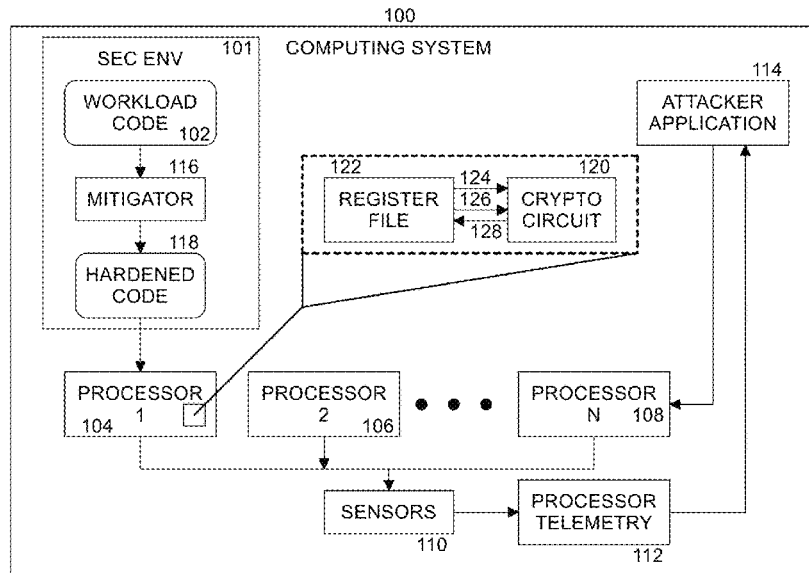 100
SEC ENV
101
COMPUTING SYSTEM
WORKLOAD
CODE
102
116
MITIGATOR
118
HARDENED
CODE
122
REGISTER
FILE
124
126
128
120
CRYPTO
CIRCUIT
114
ATTACKER
APPLICATION
PROCESSOR
1
104
PROCESSOR
2
106
PROCESSOR
N
108
SENSORS
110
PROCESSOR
TELEMETRY
112